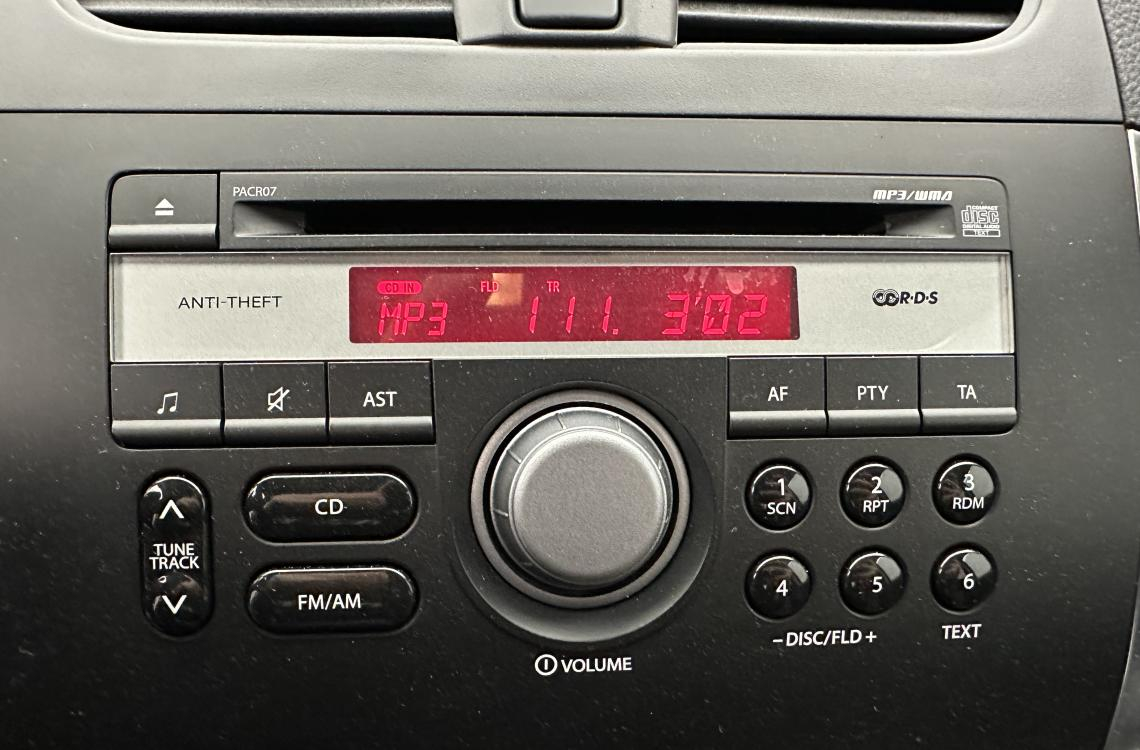 PACR07
MP3/WMA
COMPACT
disc
DIGITAL AUDIO
TEXT
ANTI-THEFT
CD IN FLD TR
MP3 111. 3'02
R·D·S
AST
AF
PTY
TA
CD
FM/AM
TUNE
TRACK
1
SCN
2
RPT
3
RDM
4
5
6
– DISC/FLD +
TEXT
VOLUME